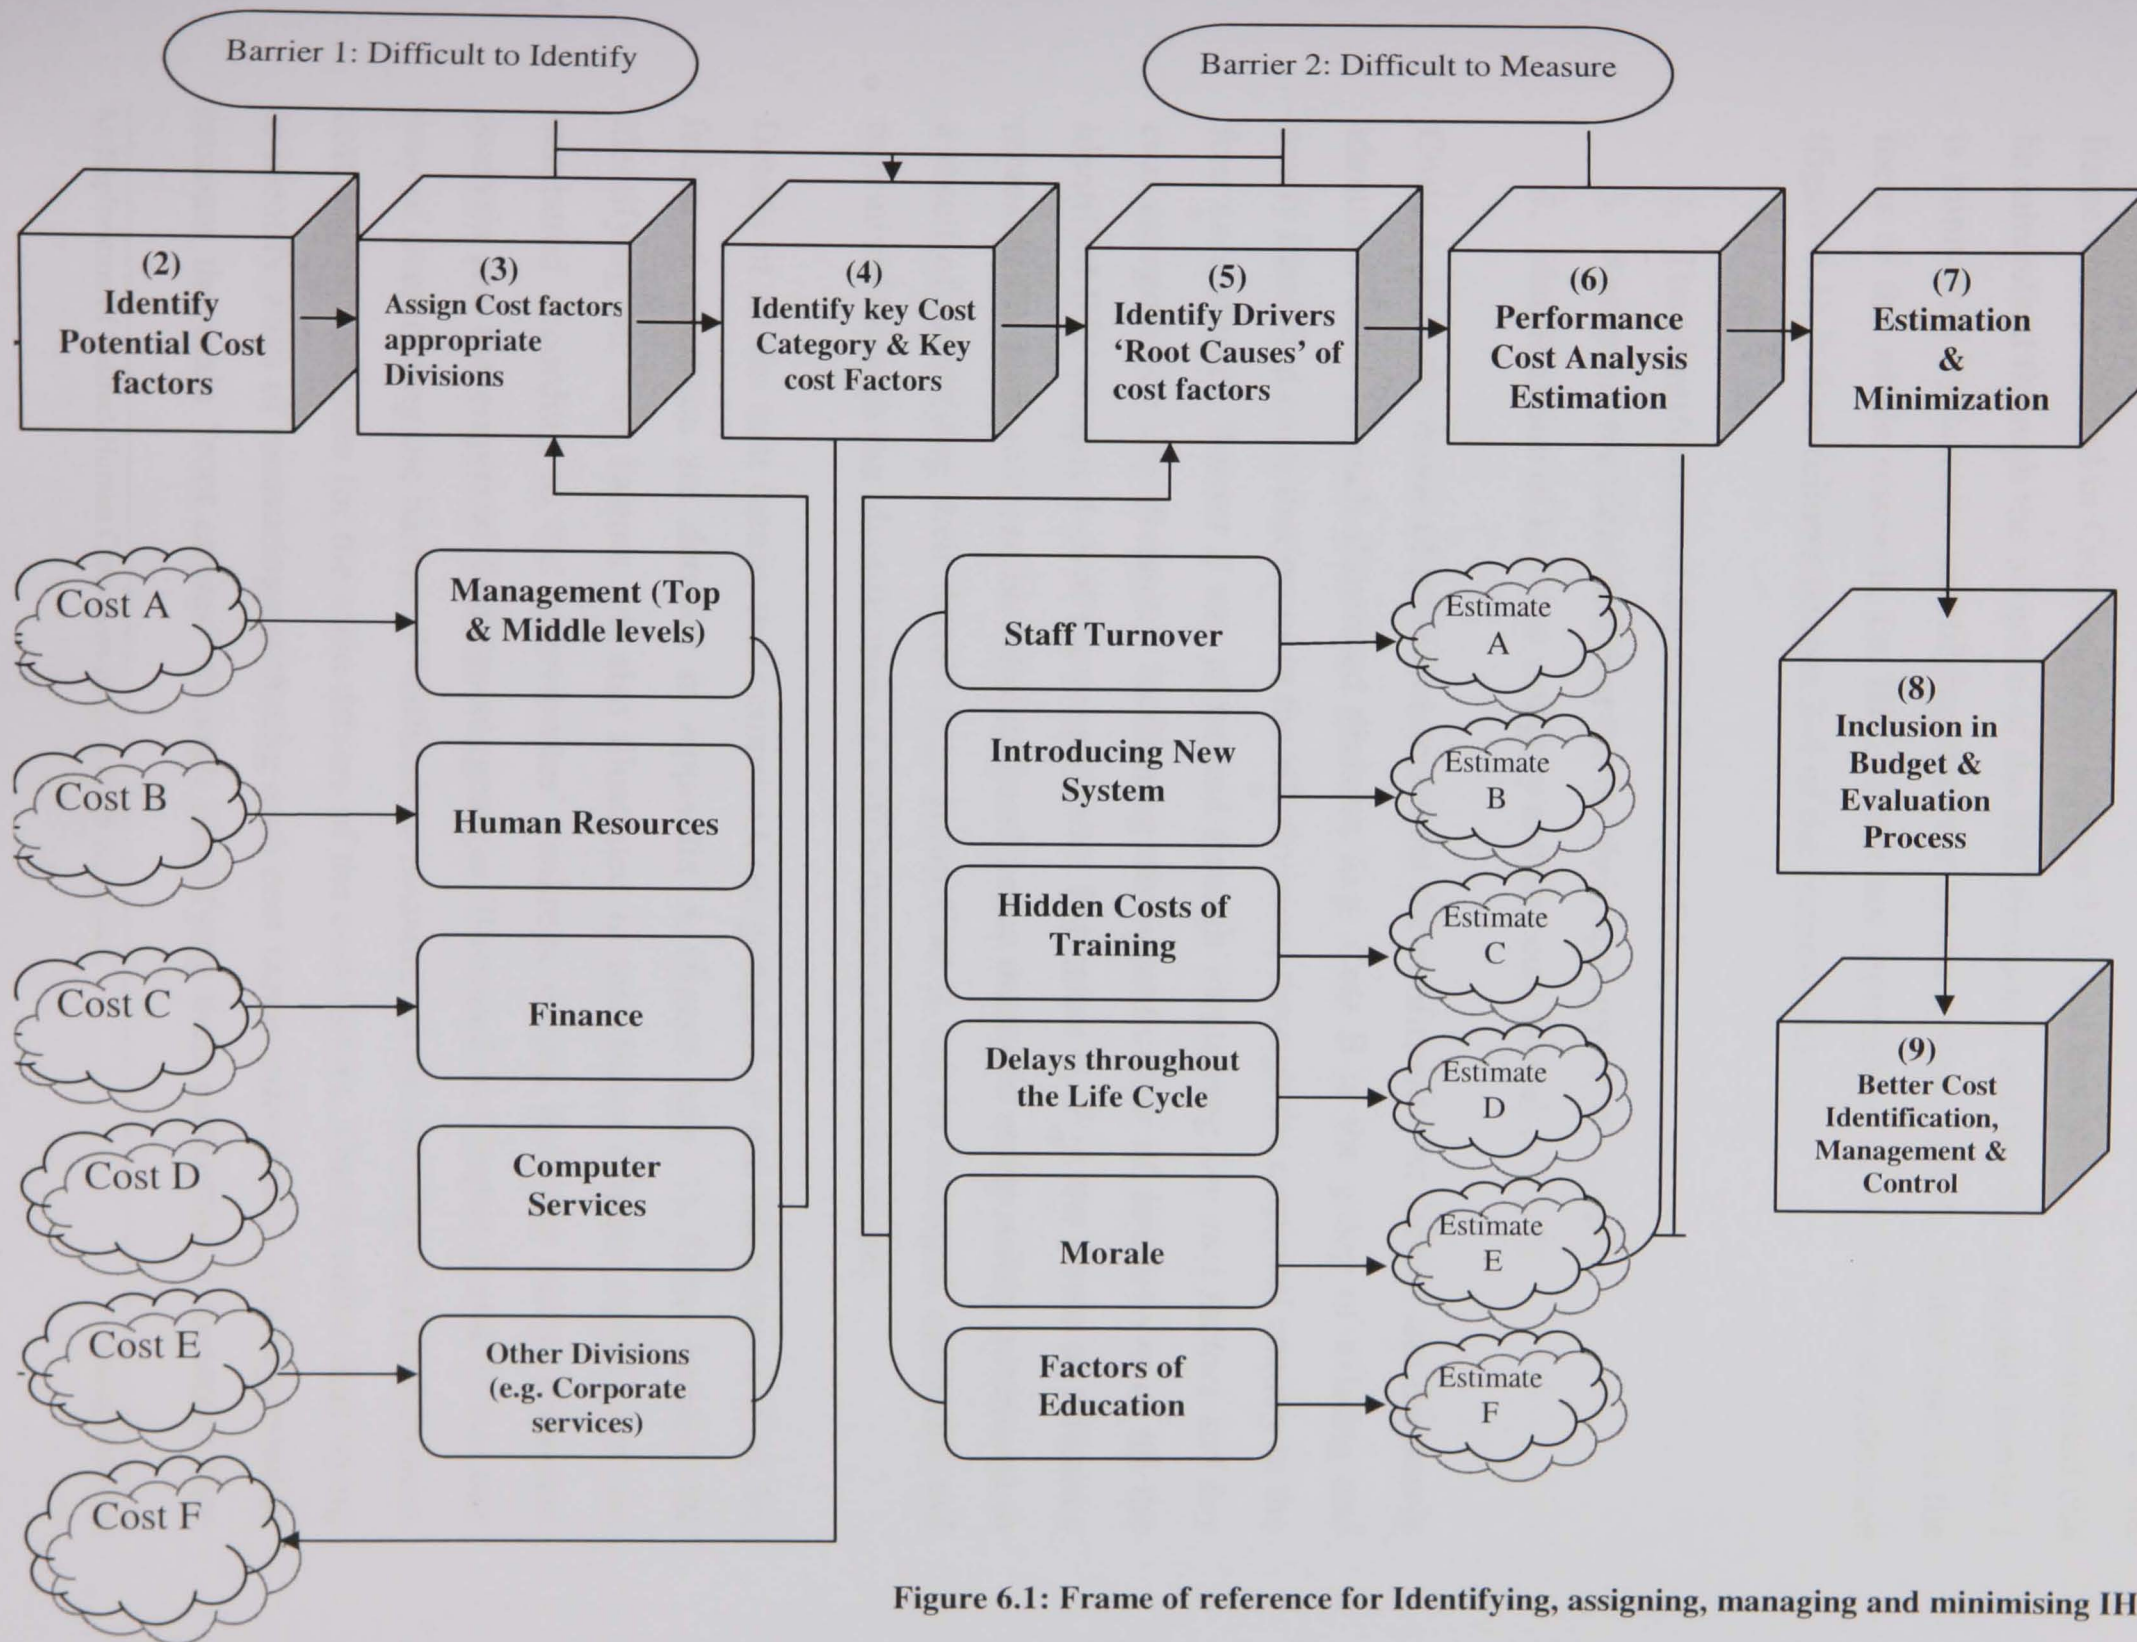 Barrier 1: Difficult to Identify
Barrier 2: Difficult to Measure
(2)
Identify
Potential Cost
factors
(3)
Assign Cost factors
appropriate
Divisions
(4)
Identify key Cost
Category & Key
cost Factors
(5)
Identify Drivers
‘Root Causes’ of
cost factors
(6)
Performance
Cost Analysis
Estimation
(7)
Estimation
&
Minimization
Cost A
Cost B
Cost C
Cost D
Cost E
Cost F
Management (Top
& Middle levels)
Human Resources
Finance
Computer
Services
Other Divisions
(e.g. Corporate
services)
Staff Turnover
Introducing New
System
Hidden Costs of
Training
Delays throughout
the Life Cycle
Morale
Factors of
Education
Estimate
A
Estimate
B
Estimate
C
Estimate
D
Estimate
E
Estimate
F
(8)
Inclusion in
Budget &
Evaluation
Process
(9)
Better Cost
Identification,
Management &
Control
Figure 6.1: Frame of reference for Identifying, assigning, managing and minimising IH